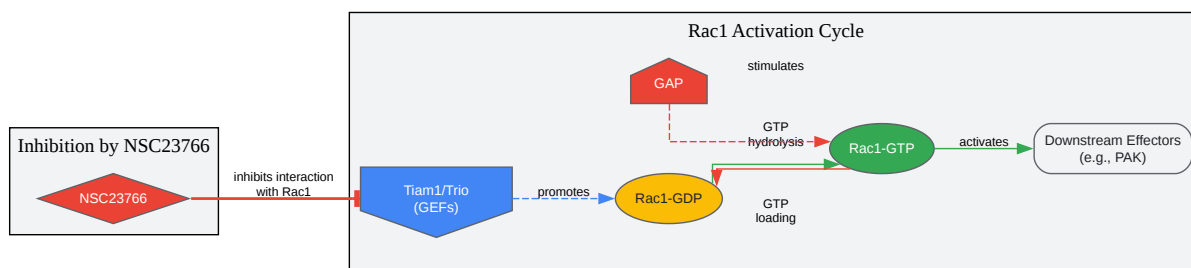 Rac1 Activation Cycle
stimulates
GAP
GTP
hydrolysis
Rac1-GTP
activates
Downstream Effectors
(e.g., PAK)
Inhibition by NSC23766
NSC23766
inhibits interaction
with Rac1
Tiam1/Trio
(GEFs)
promotes
Rac1-GDP
GTP
loading